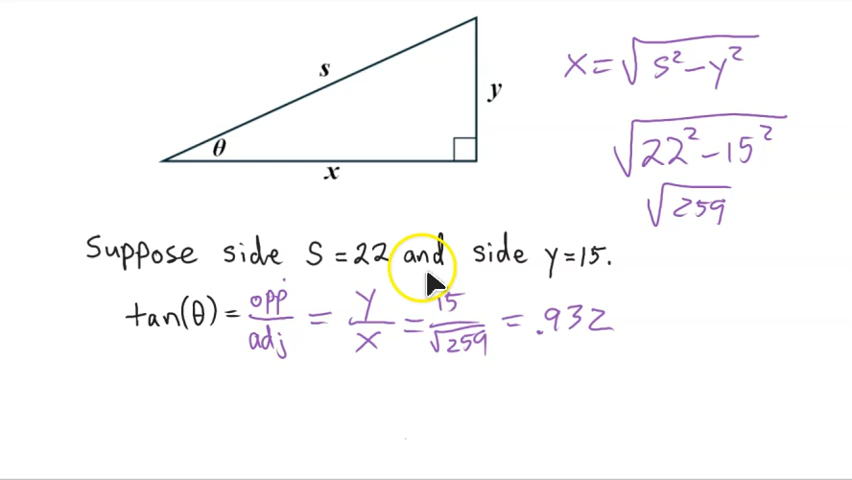 s
y
θ
x
x = √(s² − y²)
√(22² − 15²)
√259
Suppose side S = 22 and side y = 15.
tan(θ) = opp/adj = y/x = 15/√259 = .932